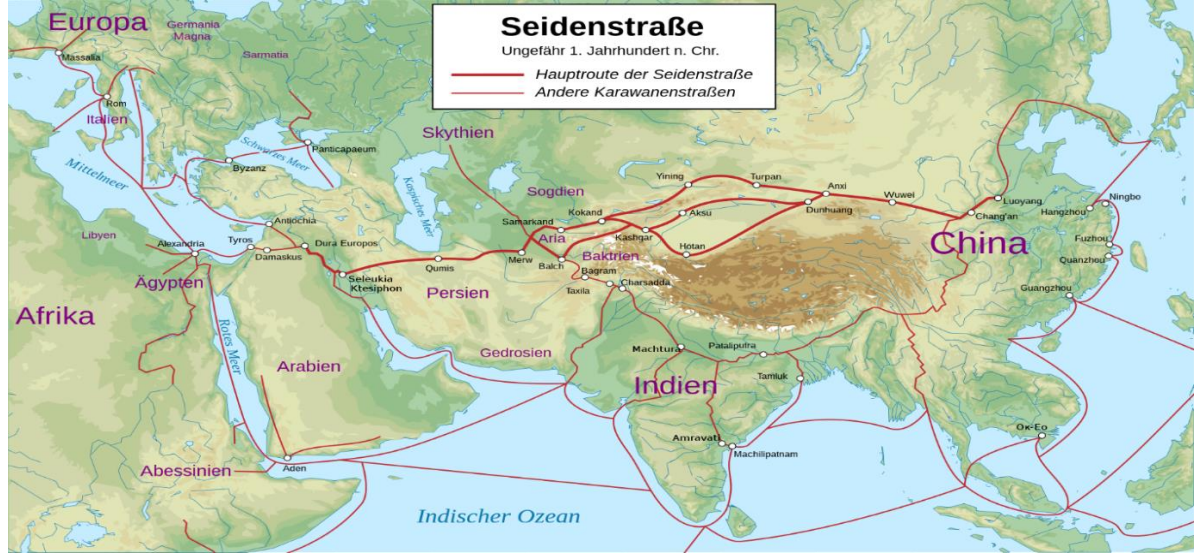 Seidenstraße
Ungefähr 1. Jahrhundert n. Chr.
Hauptroute der Seidenstraße
Andere Karawanenstraßen
Europa
Germania
Magna
Sarmatia
Massalia
Rom
Italien
Skythien
Schwarzes Meer
Panticapaeum
Byzanz
Mittelmeer
Kaspisches Meer
Yining
Turpan
Anxi
Wuwei
Luoyang
Ningbo
Sogdien
Dunhuang
Hangzhou
Chang'an
Kokand
Aksu
Samarkand
Antiochia
Libyen
Alexandria
Tyros
Dura Europos
Aria
Kashgar
Hotan
China
Fuzhou
Damaskus
Merw
Baktrien
Quanzhou
Qumis
Balch
Bagram
Seleukia
Ktesiphon
Ägypten
Taxila
Charsadda
Persien
Guangzhou
Afrika
Rotes Meer
Gedrosien
Machtura
Pataliputra
Arabien
Indien
Tamluk
Ok-Eo
Amravati
Machilipatnam
Abessinien
Aden
Indischer Ozean